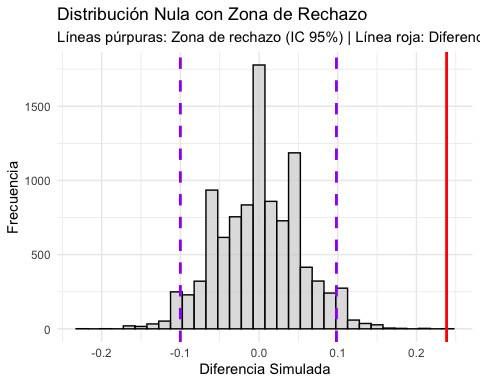 Distribución Nula con Zona de Rechazo
Líneas púrpuras: Zona de rechazo (IC 95%) | Línea roja: Diferenc
1500
1000
500
0
Frecuencia
-0.2
-0.1
0.0
0.1
0.2
Diferencia Simulada